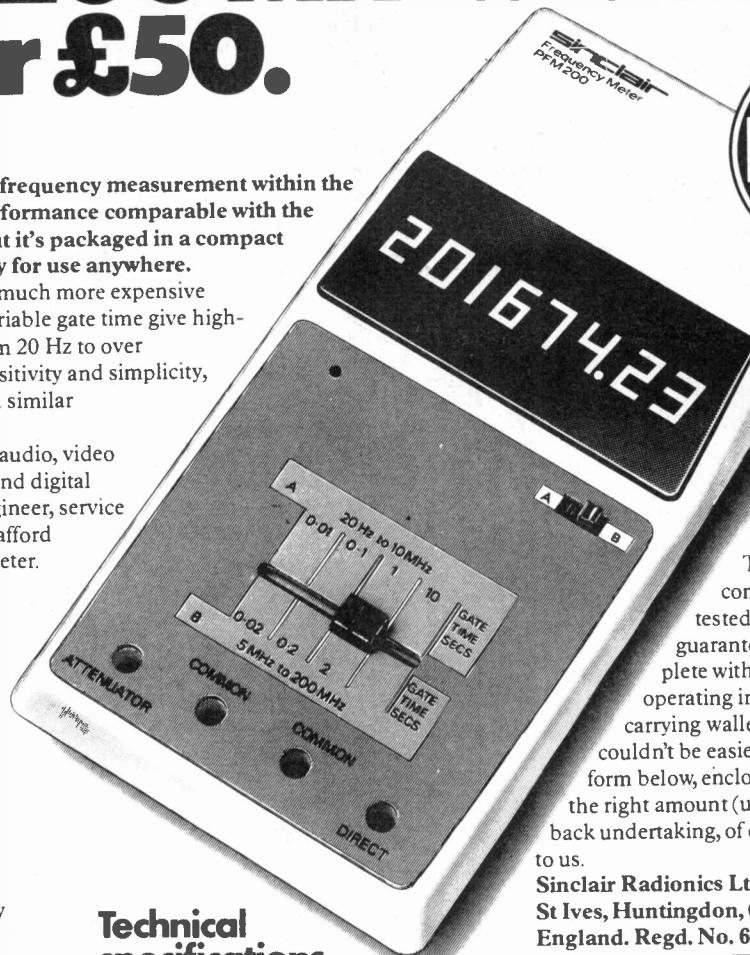 r £50.
frequency measurement within the
formance comparable with the
t it's packaged in a compact
y for use anywhere.
much more expensive
riable gate time give high-
m 20 Hz to over
sitivity and simplicity,
similar
audio, video
nd digital
gineer, service
afford
eter.
sinclair
Frequency Meter
PFM200
201674.23
A B
A 20Hz to 10MHz
0·01 0·1 1 10 GATE
TIME
SECS
B 0·02 0·2 2 GATE
TIME
SECS
5MHz to 200MHz
ATTENUATOR
COMMON
COMMON
DIRECT
T
con
tested
guarante
plete with
operating in
carrying walle
couldn't be easie
form below, enclo
the right amount (u
back undertaking, of
to us.
Sinclair Radionics Lt
St Ives, Huntingdon,
England. Regd. No. 6
y
Technical
specifications